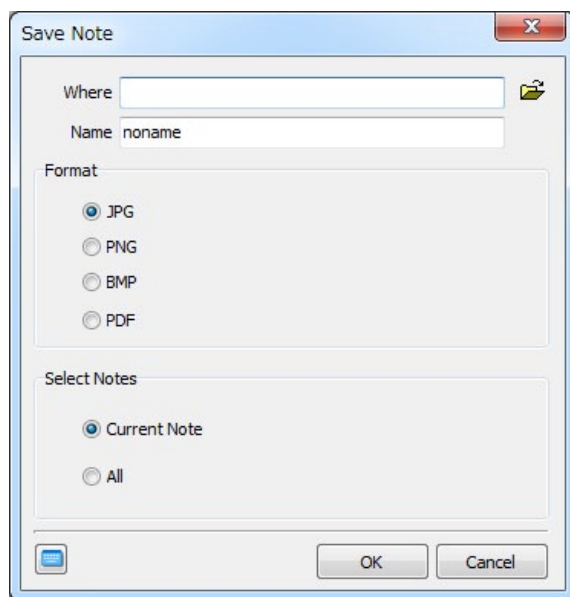 Save Note
Where
Name noname
Format
JPG
PNG
BMP
PDF
Select Notes
Current Note
All
OK Cancel